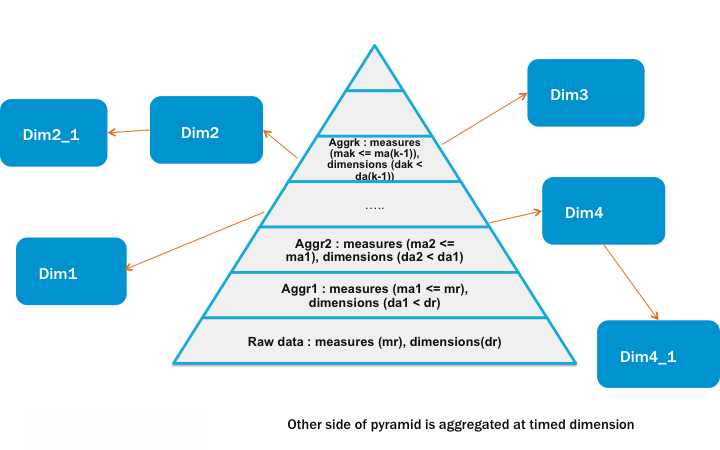 Dim3
Dim2_1
Dim2
Aggrk : measures
(mak <= ma(k-1)),
dimensions (dak <
da(k-1))
…..
Dim4
Aggr2 : measures (ma2 <=
ma1), dimensions (da2 < da1)
Dim1
Aggr1 : measures (ma1 <= mr),
dimensions (da1 < dr)
Raw data : measures (mr), dimensions(dr)
Dim4_1
Other side of pyramid is aggregated at timed dimension